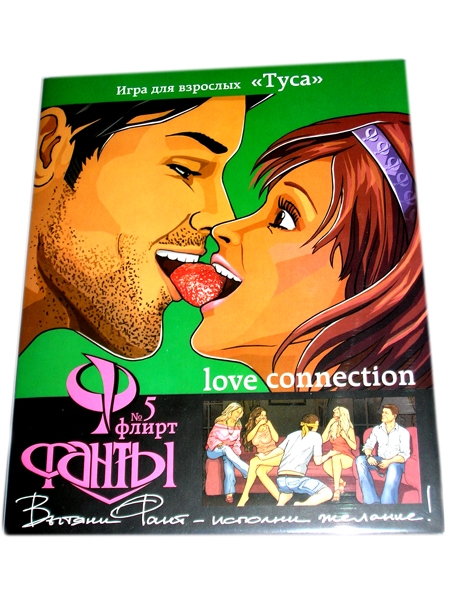 Игра для взрослых «Туса»
love connection
№5
флирт
фанты
Вытяни Фант – исполни желание!